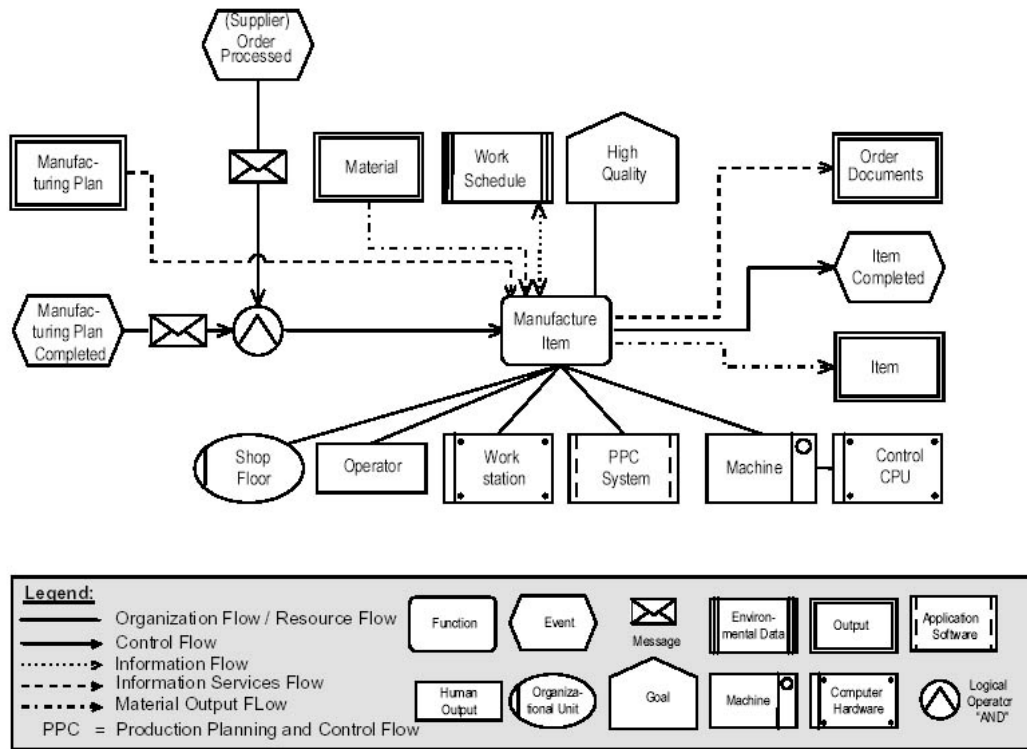 (Supplier)
Order
Processed
Manufac-
turing Plan
Material
Work
Schedule
High
Quality
Order
Documents
Item
Completed
Manufac-
turing Plan
Completed
Manufacture
Item
Item
Shop
Floor
Operator
Work
station
PPC
System
Machine
Control
CPU
Legend:
Organization Flow / Resource Flow
Control Flow
Information Flow
Information Services Flow
Material Output FLow
PPC = Production Planning and Control Flow
Function
Event
Message
Environ-
mental Data
Output
Application
Software
Human
Output
Organiza-
tional Unit
Goal
Machine
Computer
Hardware
Logical
Operator
"AND"